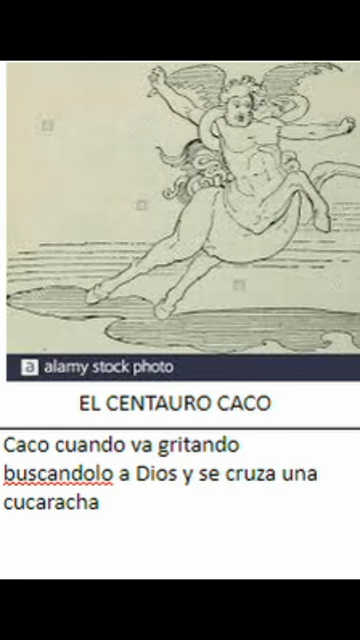 a alamy stock photo
EL CENTAURO CACO
Caco cuando va gritando
buscandolo a Dios y se cruza una
cucaracha